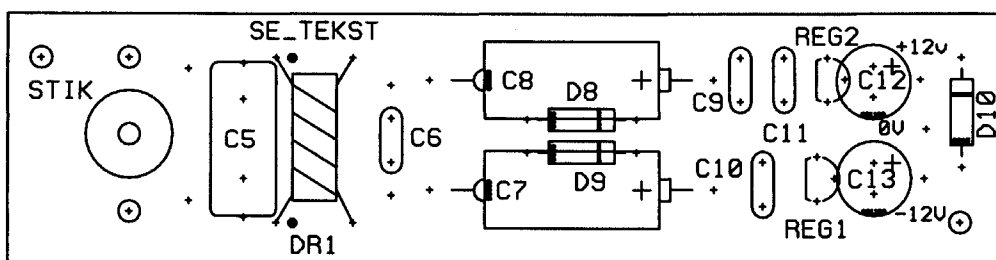 SE_TEKST
REG2
+12v
STIK
C8
C12
D8
C9
D10
C5
C6
C11
0V
C10
D9
C7
C13
-12V
DR1
REG1